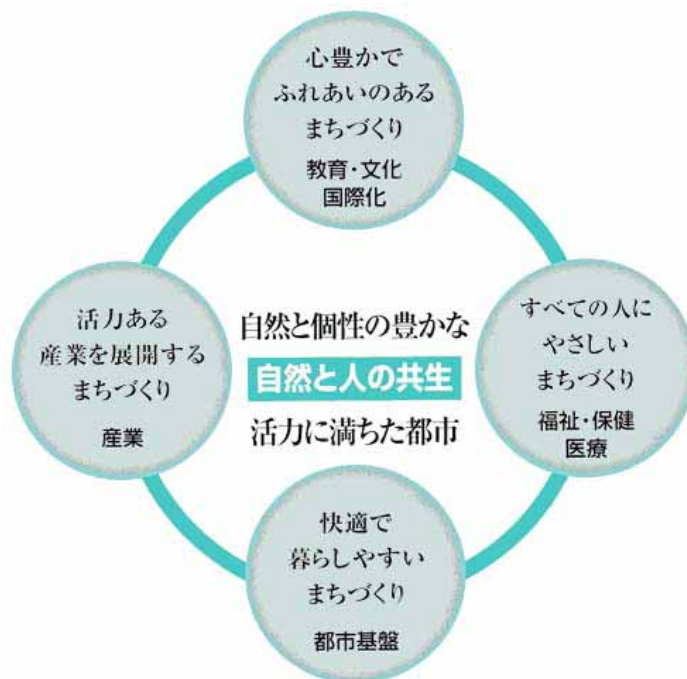 心豊かで
ふれあいのある
まちづくり
教育・文化
国際化
活力ある
産業を展開する
まちづくり
産業
自然と個性の豊かな
自然と人の共生
活力に満ちた都市
すべての人に
やさしい
まちづくり
福祉・保健
医療
快適で
暮らしやすい
まちづくり
都市基盤